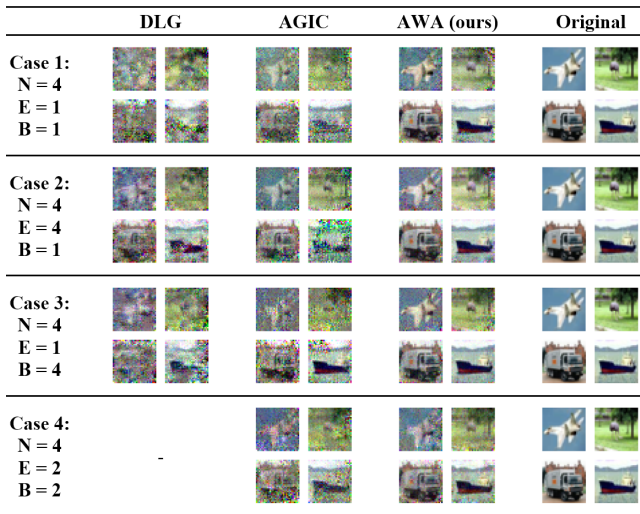 DLG AGIC AWA (ours) Original
Case 1:
N = 4
E = 1
B = 1
Case 2:
N = 4
E = 4
B = 1
Case 3:
N = 4
E = 1
B = 4
Case 4:
N = 4
E = 2
B = 2
-